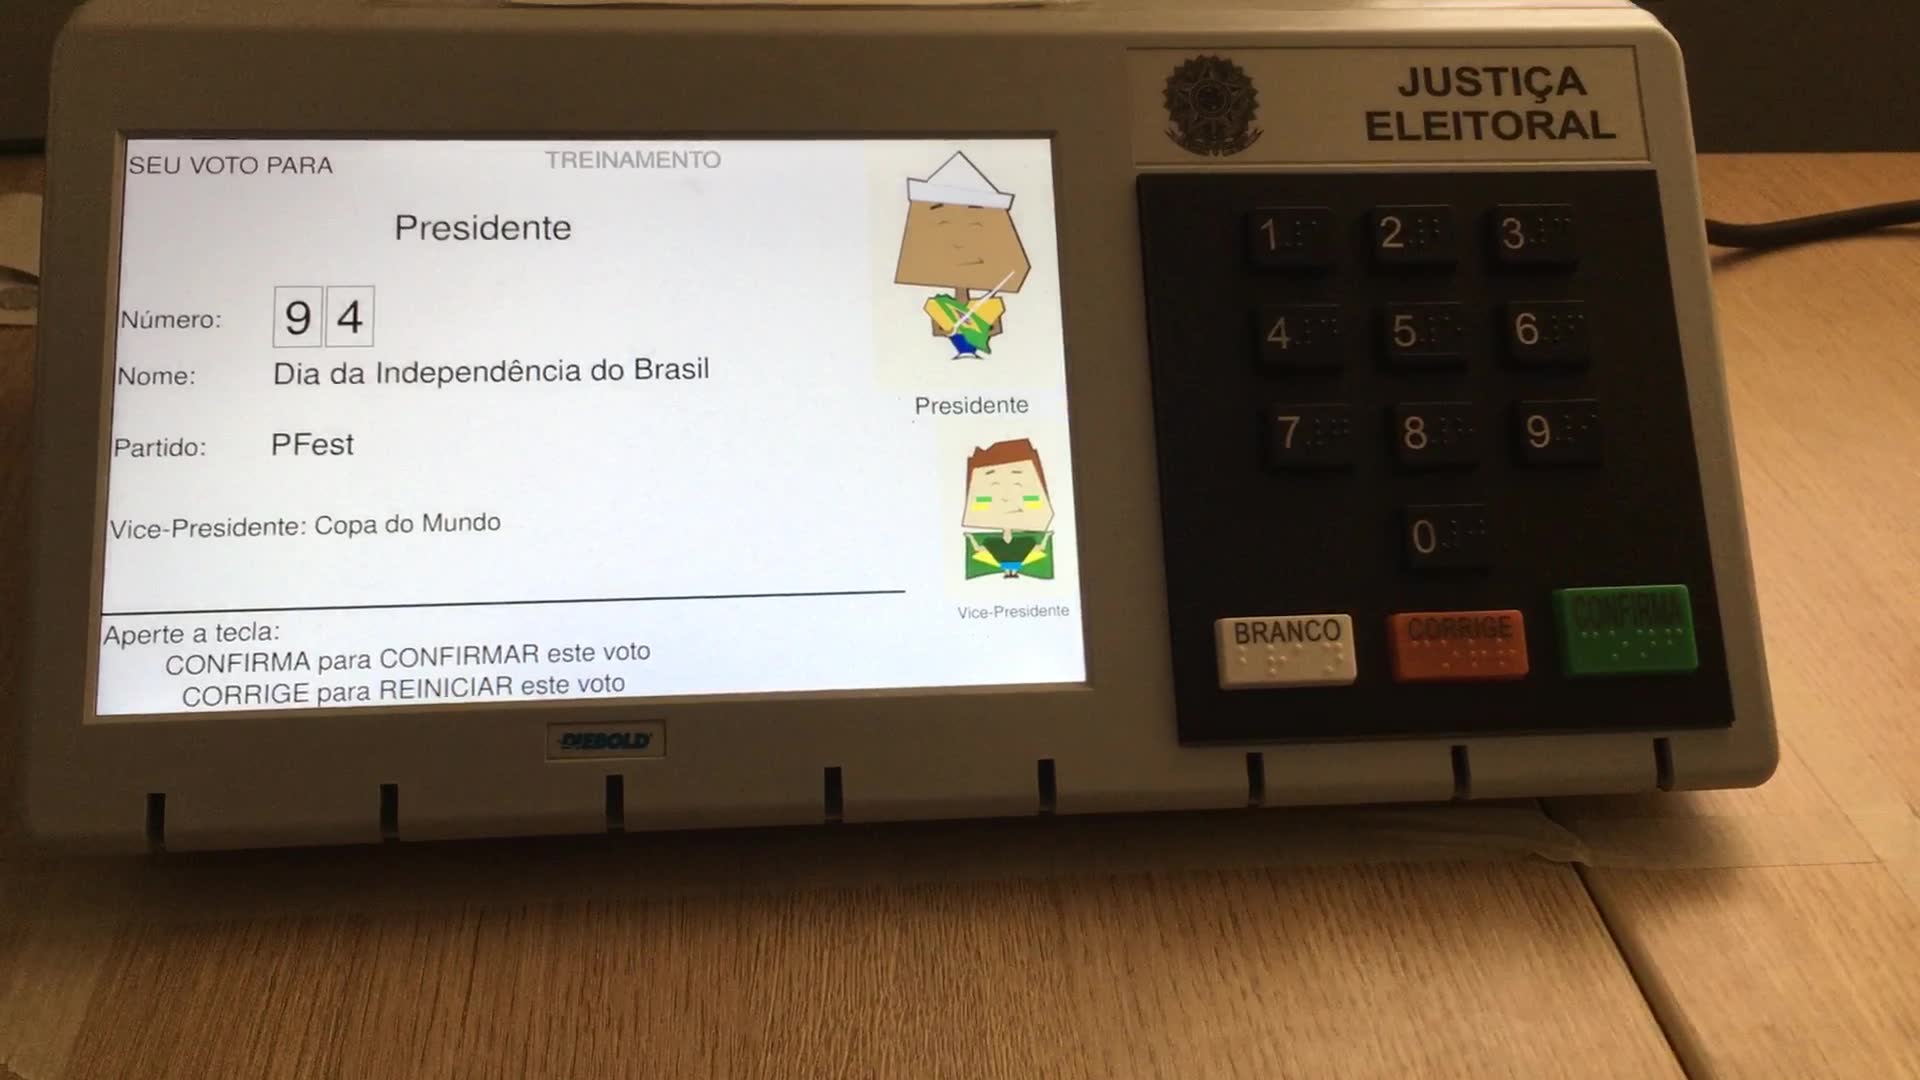 SEU VOTO PARA
TREINAMENTO
Presidente
Número: 9 4
Nome: Dia da Independência do Brasil
Partido: PFest
Vice-Presidente: Copa do Mundo
Presidente
Vice-Presidente
Aperte a tecla:
CONFIRMA para CONFIRMAR este voto
CORRIGE para REINICIAR este voto
DIEBOLD
JUSTIÇA
ELEITORAL
1 2 3
4 5 6
7 8 9
0
BRANCO CORRIGE CONFIRMA